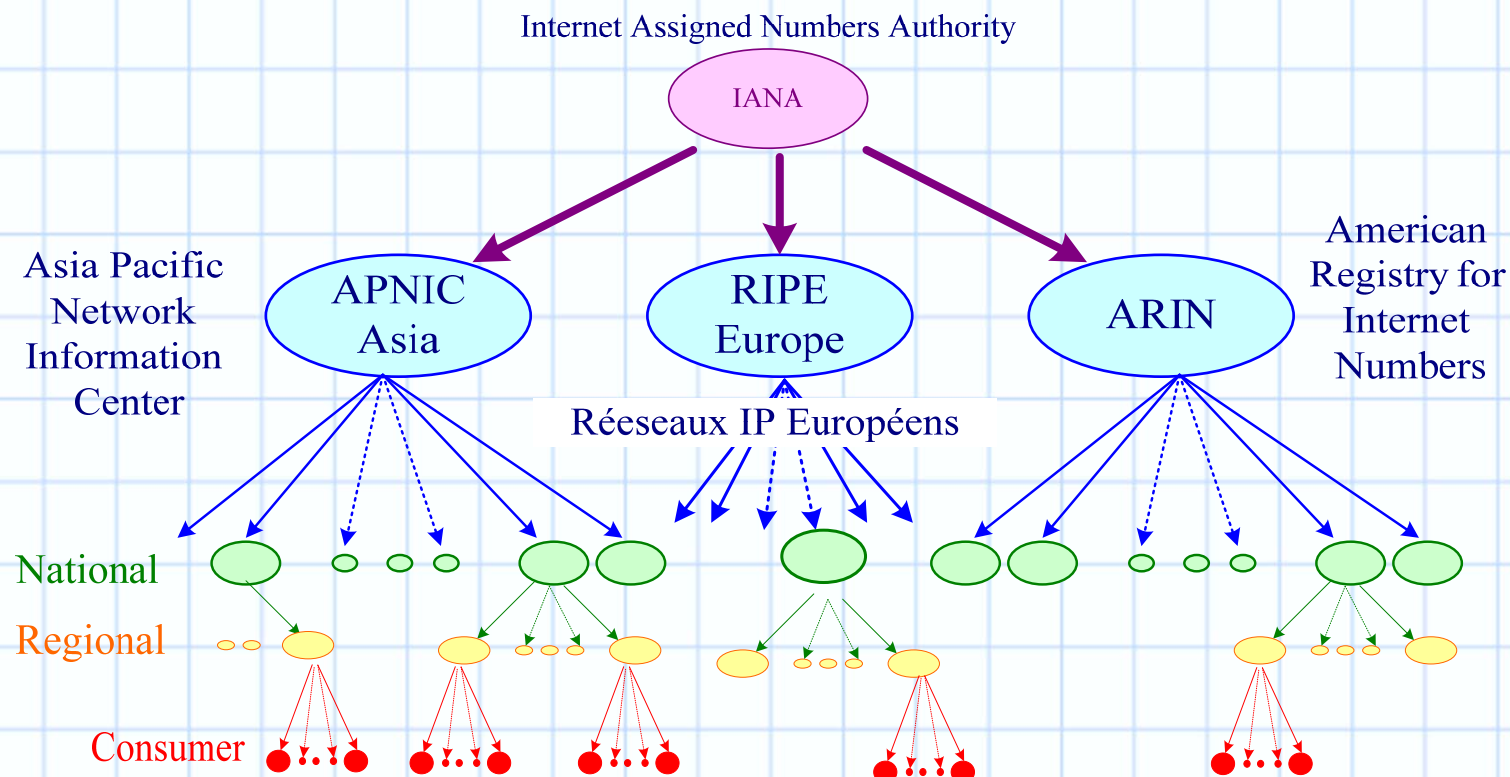 Internet Assigned Numbers Authority
IANA
Asia Pacific
Network
Information
Center
APNIC
Asia
RIPE
Europe
ARIN
American
Registry for
Internet
Numbers
Réeseaux IP Européens
National
Regional
Consumer